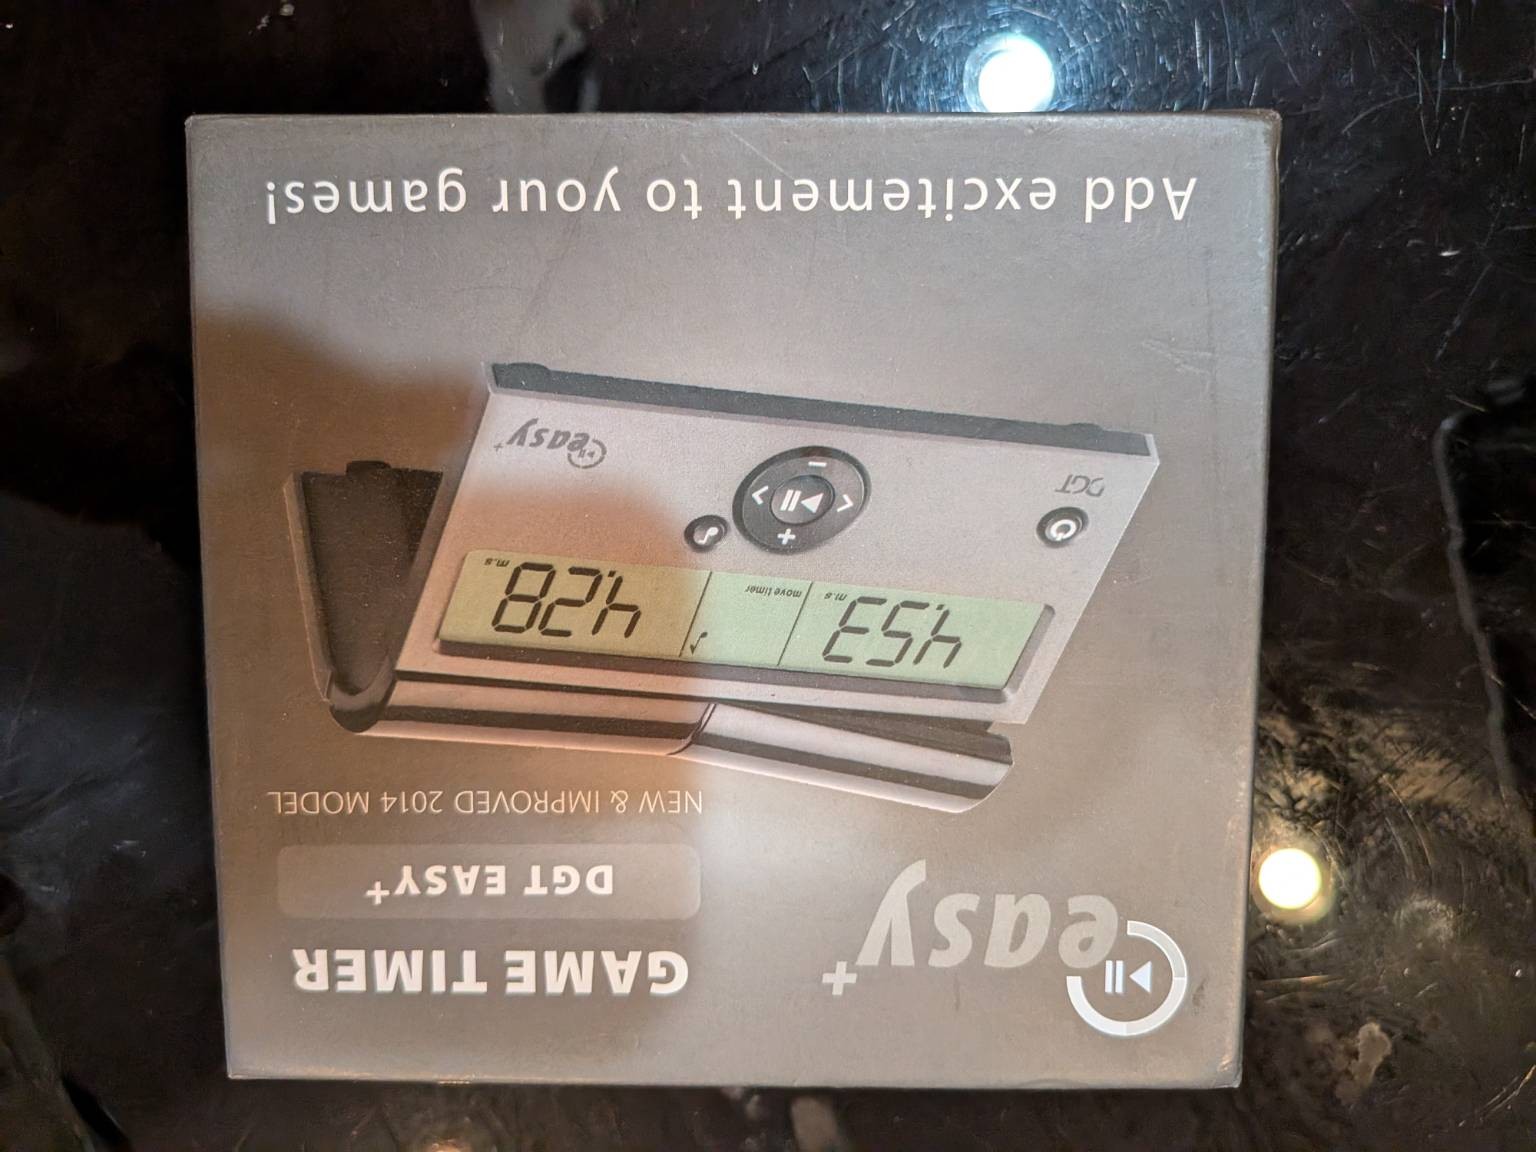 easy+
GAME TIMER
DGT EASY+
NEW & IMPROVED 2014 MODEL
4.53
m.s
move timer
4.28
m.s
DGT
easy+
Add excitement to your games!